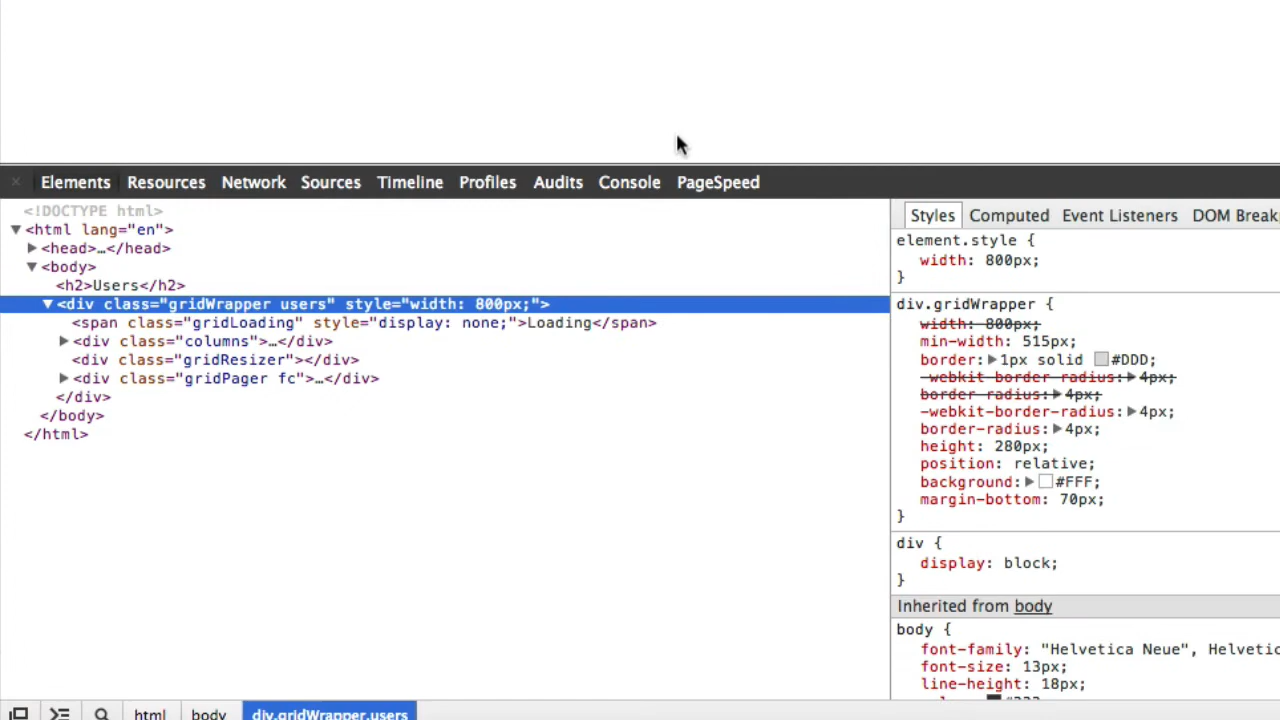 Elements Resources Network Sources Timeline Profiles Audits Console PageSpeed
<!DOCTYPE html>
<html lang="en">
<head>…</head>
<body>
<h2>Users</h2>
<div class="gridWrapper users" style="width: 800px;">
<span class="gridLoading" style="display: none;">Loading</span>
<div class="columns">…</div>
<div class="gridResizer"></div>
<div class="gridPager fc">…</div>
</div>
</body>
</html>
html body div.gridWrapper.users
Styles Computed Event Listeners DOM Break
element.style {
width: 800px;
}
div.gridWrapper {
width: 800px;
min-width: 515px;
border: 1px solid #DDD;
-webkit-border-radius: 4px;
border-radius: 4px;
-webkit-border-radius: 4px;
border-radius: 4px;
height: 280px;
position: relative;
background: #FFF;
margin-bottom: 70px;
}
div {
display: block;
}
Inherited from body
body {
font-family: "Helvetica Neue", Helvetic
font-size: 13px;
line-height: 18px;